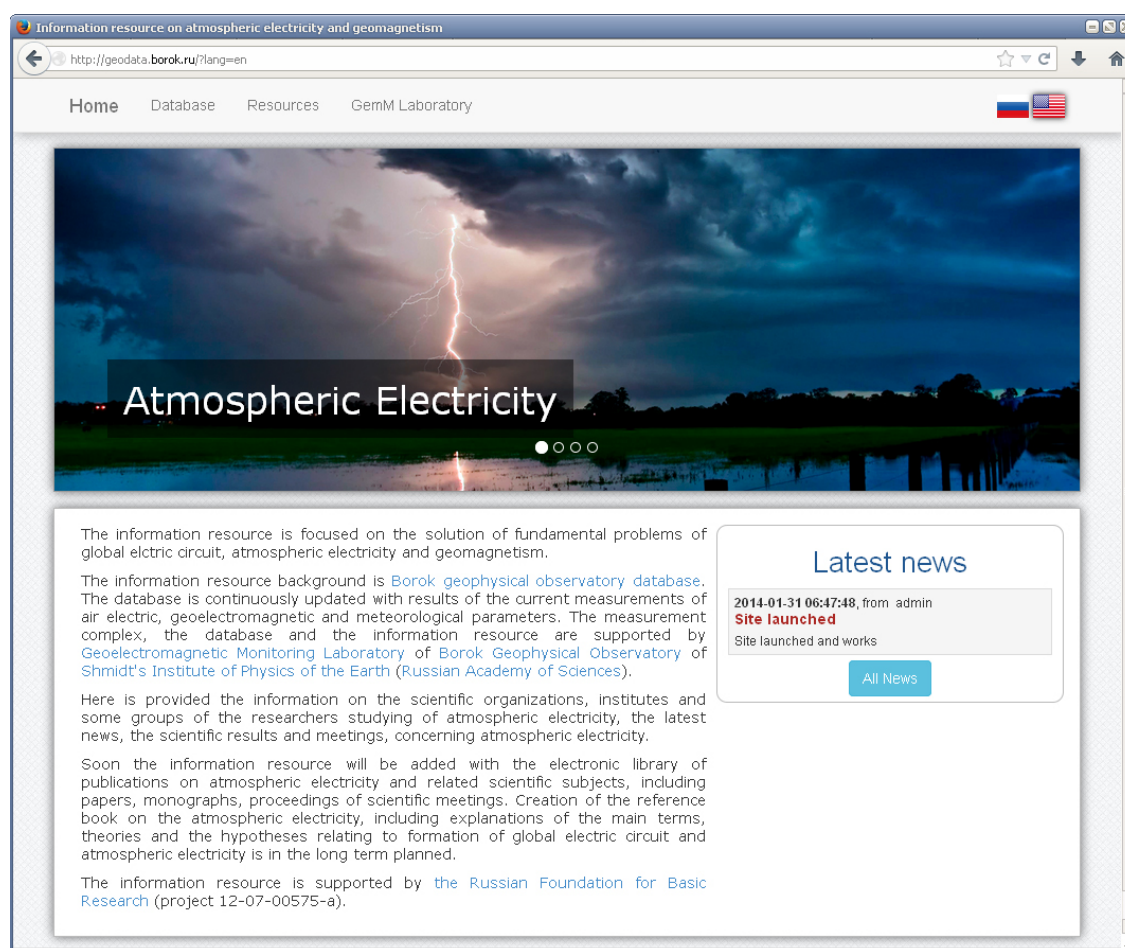 Information resource on atmospheric electricity and geomagnetism
http://geodata.borok.ru/?lang=en
Home Database Resources GemM Laboratory
Atmospheric Electricity
The information resource is focused on the solution of fundamental problems of
global elctric circuit, atmospheric electricity and geomagnetism.
The information resource background is Borok geophysical observatory database.
The database is continuously updated with results of the current measurements of
air electric, geoelectromagnetic and meteorological parameters. The measurement
complex, the database and the information resource are supported by
Geoelectromagnetic Monitoring Laboratory of Borok Geophysical Observatory of
Shmidt's Institute of Physics of the Earth (Russian Academy of Sciences).
Here is provided the information on the scientific organizations, institutes and
some groups of the researchers studying of atmospheric electricity, the latest
news, the scientific results and meetings, concerning atmospheric electricity.
Soon the information resource will be added with the electronic library of
publications on atmospheric electricity and related scientific subjects, including
papers, monographs, proceedings of scientific meetings. Creation of the reference
book on the atmospheric electricity, including explanations of the main terms,
theories and the hypotheses relating to formation of global electric circuit and
atmospheric electricity is in the long term planned.
The information resource is supported by the Russian Foundation for Basic
Research (project 12-07-00575-a).
Latest news
2014-01-31 06:47:48, from admin
Site launched
Site launched and works
All News